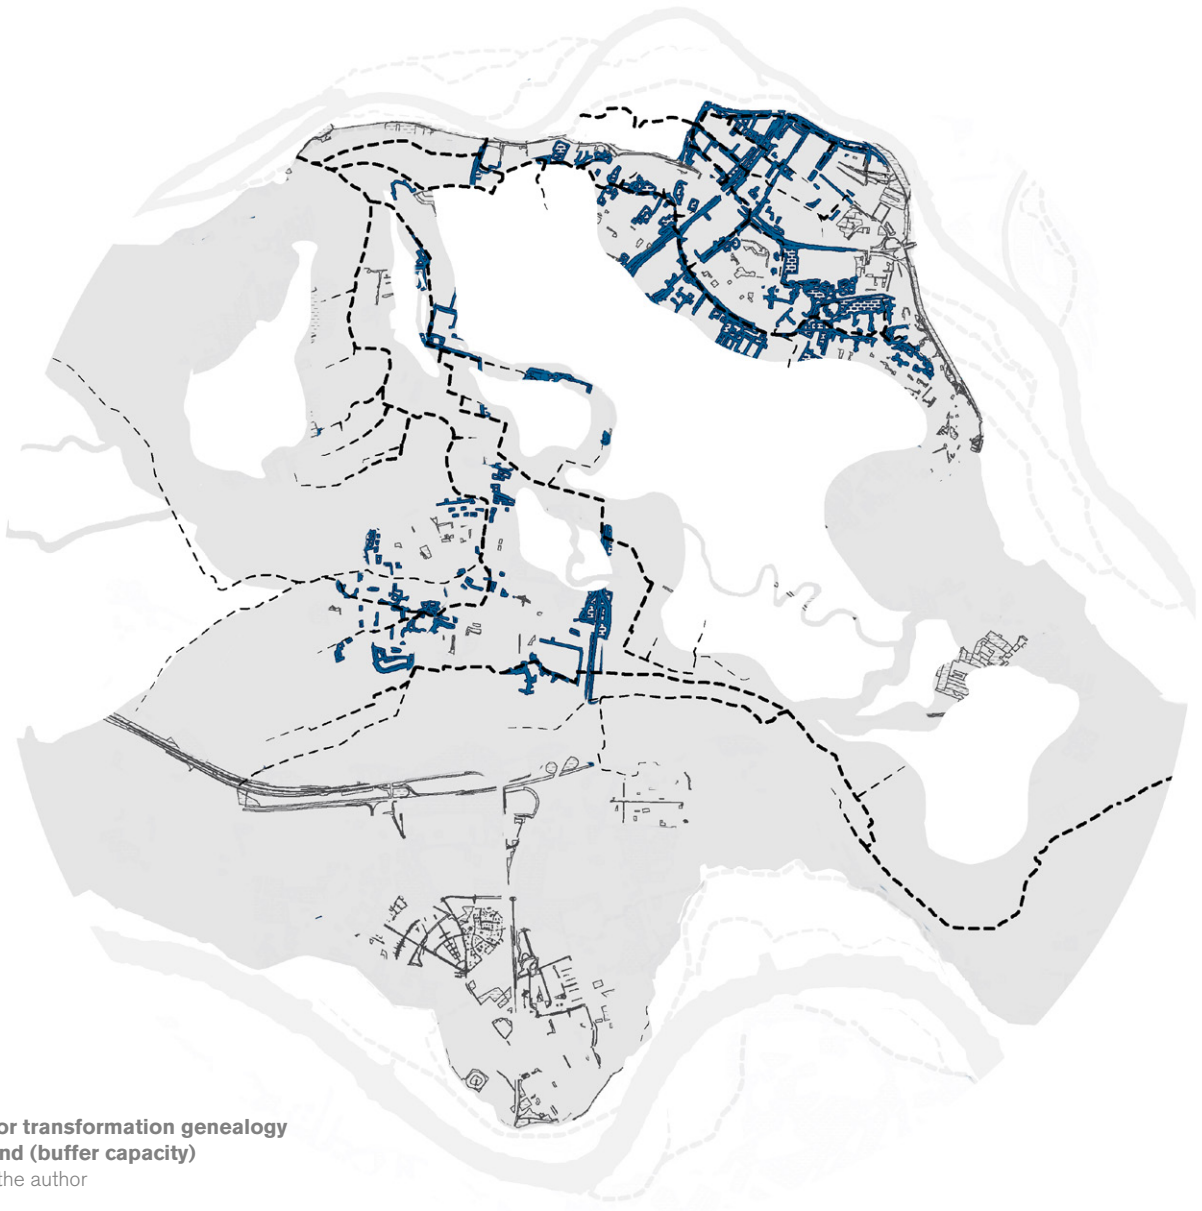 or transformation genealogy
nd (buffer capacity)
the author